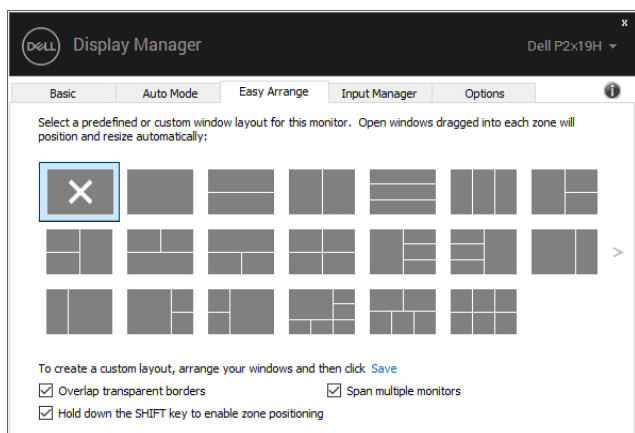 x
DELL Display Manager Dell P2x19H
Basic Auto Mode Easy Arrange Input Manager Options i
Select a predefined or custom window layout for this monitor. Open windows dragged into each zone will
position and resize automatically:
>
To create a custom layout, arrange your windows and then click Save
Overlap transparent borders Span multiple monitors
Hold down the SHIFT key to enable zone positioning